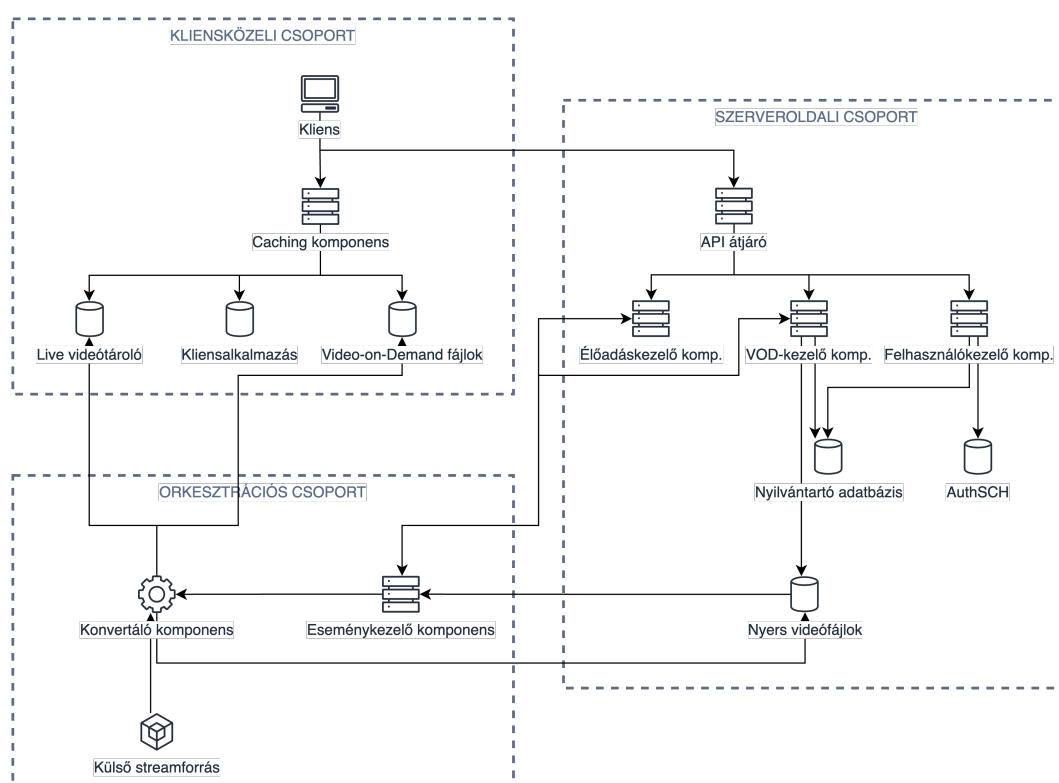 KLIENSKÖZELI CSOPORT
Kliens
SZERVEROLDALI CSOPORT
Caching komponens
API átjáró
Live videótároló
Kliensalkalmazás
Video-on-Demand fájlok
Élőadáskezelő komp.
VOD-kezelő komp.
Felhasználókezelő komp.
ORKESZTRÁCIÓS CSOPORT
Nyilvántartó adatbázis
AuthSCH
Konvertáló komponens
Eseménykezelő komponens
Nyers videófájlok
Külső streamforrás